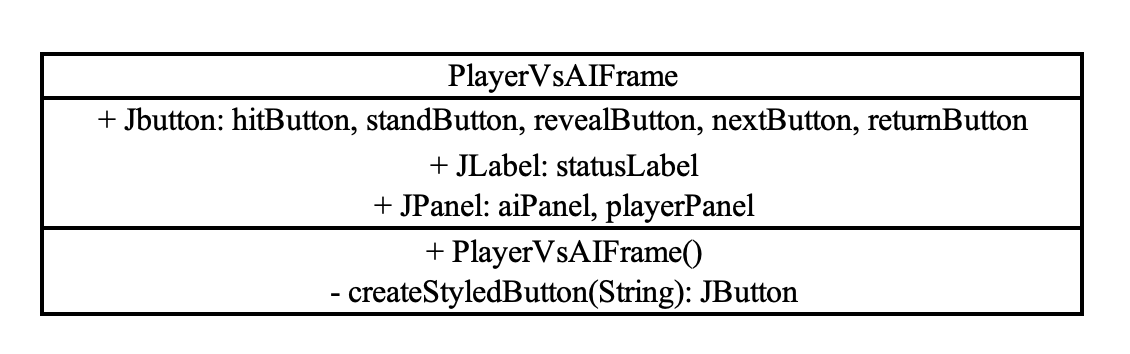 PlayerVsAIFrame
+ Jbutton: hitButton, standButton, revealButton, nextButton, returnButton
+ JLabel: statusLabel
+ JPanel: aiPanel, playerPanel
+ PlayerVsAIFrame()
- createStyledButton(String): JButton